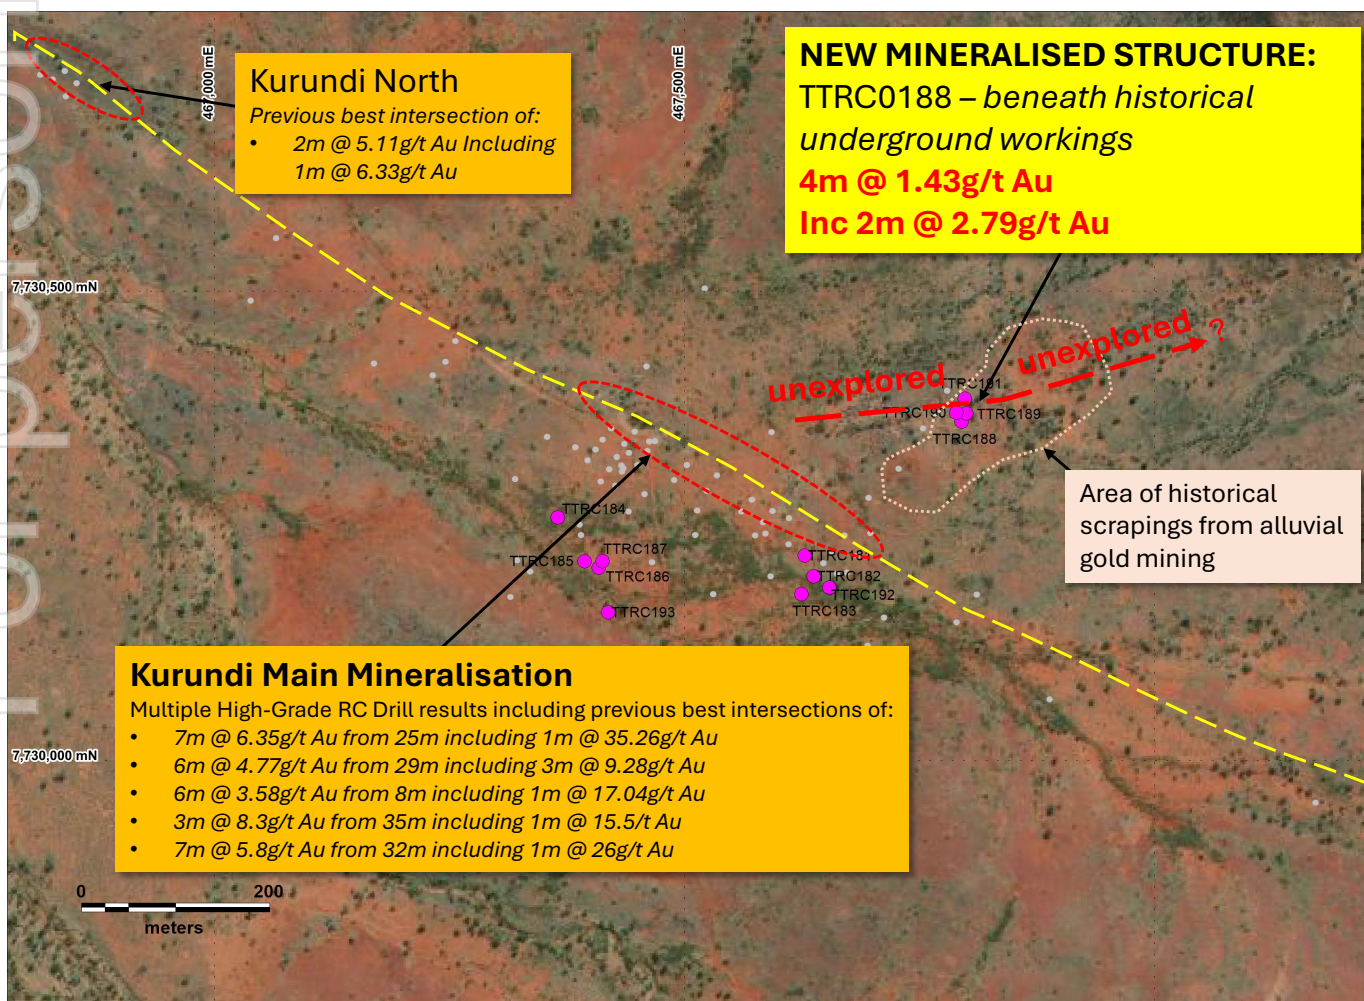 For personal
Kurundi North
Previous best intersection of:
• 2m @ 5.11g/t Au Including
1m @ 6.33g/t Au
467,000 mE
467,500 mE
NEW MINERALISED STRUCTURE:
TTRC0188 – beneath historical
underground workings
4m @ 1.43g/t Au
Inc 2m @ 2.79g/t Au
7,730,500 mN
unexplored
unexplored ?
TTRC191
TTRC189
TTRC188
Area of historical
scrapings from alluvial
gold mining
TTRC184
TTRC187
TTRC185
TTRC186
TTRC193
TTRC181
TTRC182
TTRC192
TTRC183
Kurundi Main Mineralisation
Multiple High-Grade RC Drill results including previous best intersections of:
• 7m @ 6.35g/t Au from 25m including 1m @ 35.26g/t Au
• 6m @ 4.77g/t Au from 29m including 3m @ 9.28g/t Au
• 6m @ 3.58g/t Au from 8m including 1m @ 17.04g/t Au
• 3m @ 8.3g/t Au from 35m including 1m @ 15.5/t Au
• 7m @ 5.8g/t Au from 32m including 1m @ 26g/t Au
7,730,000 mN
0 200
meters